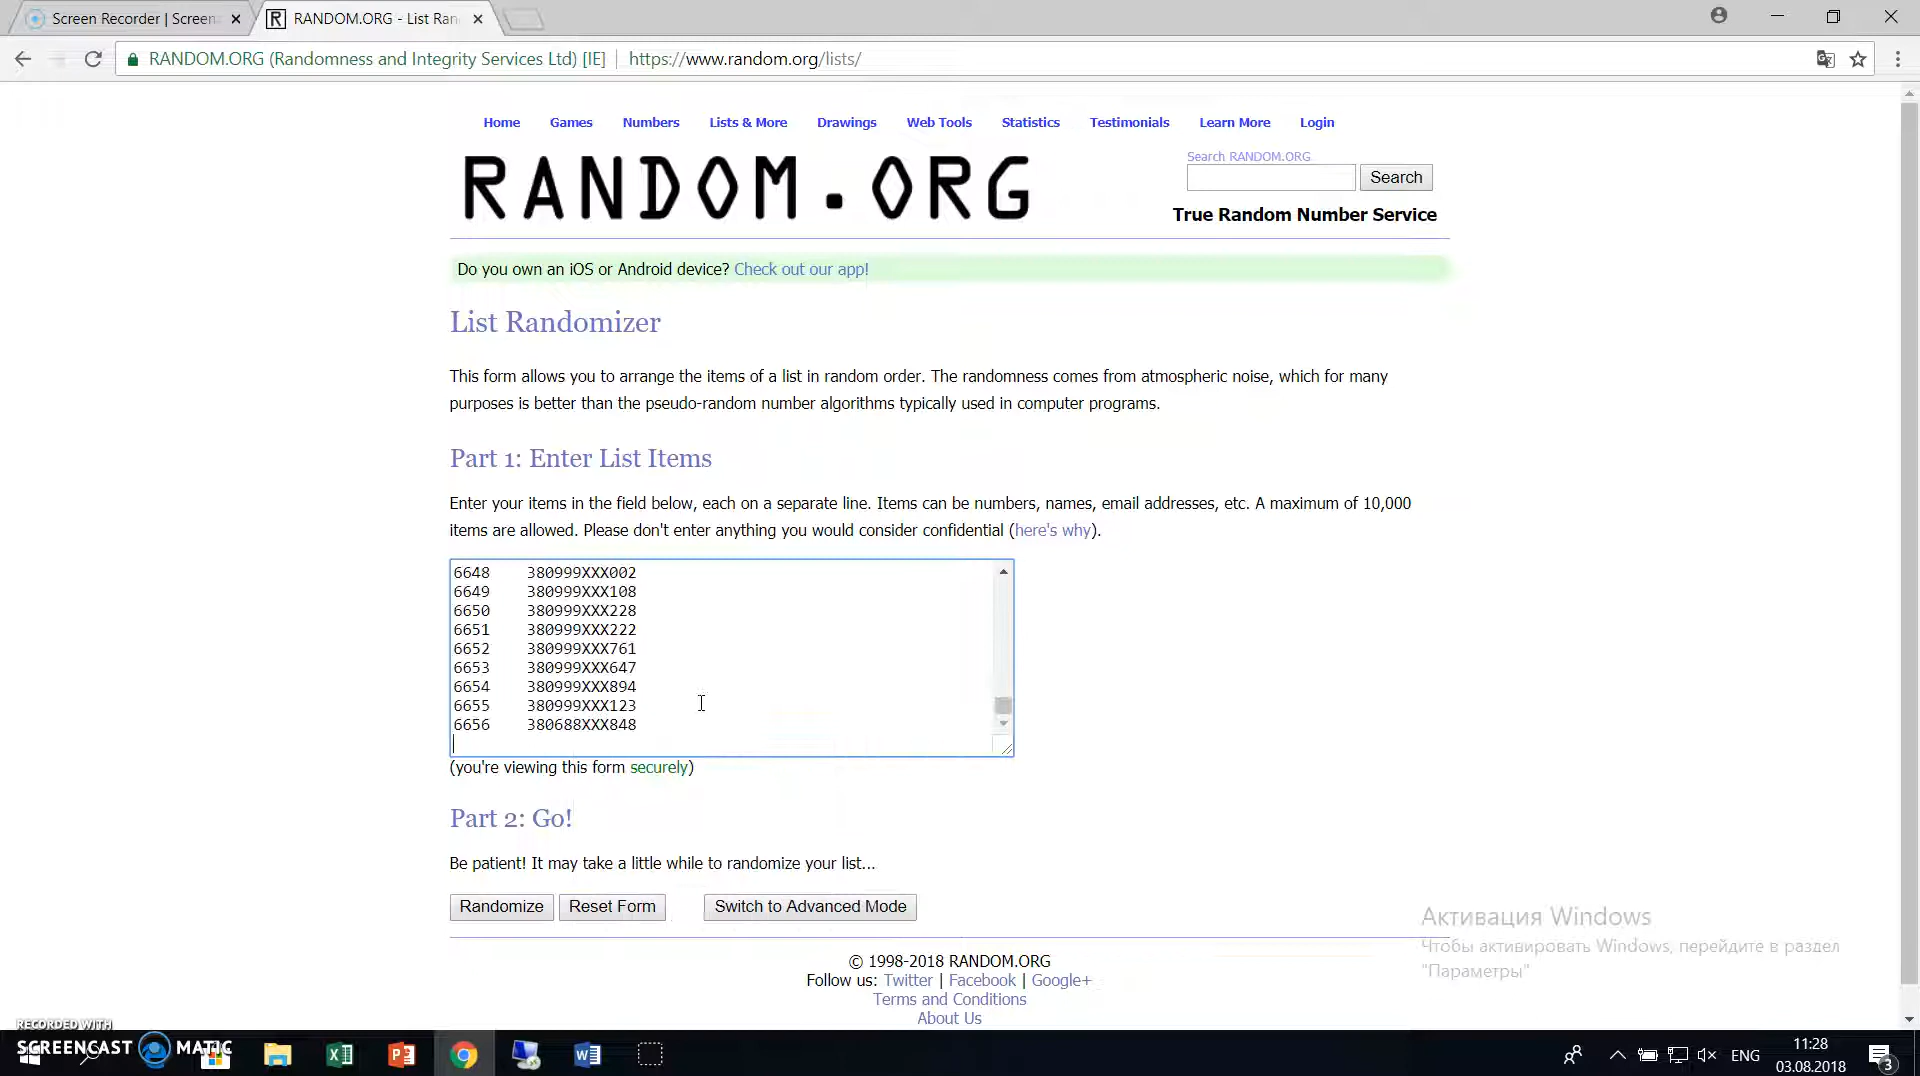 Screen Recorder | Screen
RANDOM.ORG - List Ran
RANDOM.ORG (Randomness and Integrity Services Ltd) [IE] https://www.random.org/lists/
Home Games Numbers Lists & More Drawings Web Tools Statistics Testimonials Learn More Login
RANDOM.ORG
Search RANDOM.ORG
Search
True Random Number Service
Do you own an iOS or Android device? Check out our app!
List Randomizer
This form allows you to arrange the items of a list in random order. The randomness comes from atmospheric noise, which for many
purposes is better than the pseudo-random number algorithms typically used in computer programs.
Part 1: Enter List Items
Enter your items in the field below, each on a separate line. Items can be numbers, names, email addresses, etc. A maximum of 10,000
items are allowed. Please don't enter anything you would consider confidential (here's why).
6648 380999XXX002
6649 380999XXX108
6650 380999XXX228
6651 380999XXX222
6652 380999XXX761
6653 380999XXX647
6654 380999XXX894
6655 380999XXX123
6656 380688XXX848
(you're viewing this form securely)
Part 2: Go!
Be patient! It may take a little while to randomize your list...
Randomize Reset Form Switch to Advanced Mode
Активация Windows
Чтобы активировать Windows, перейдите в раздел
"Параметры"
© 1998-2018 RANDOM.ORG
Follow us: Twitter | Facebook | Google+
Terms and Conditions
About Us
RECORDED WITH
SCREENCAST MATIC
ENG
11:28
03.08.2018
3